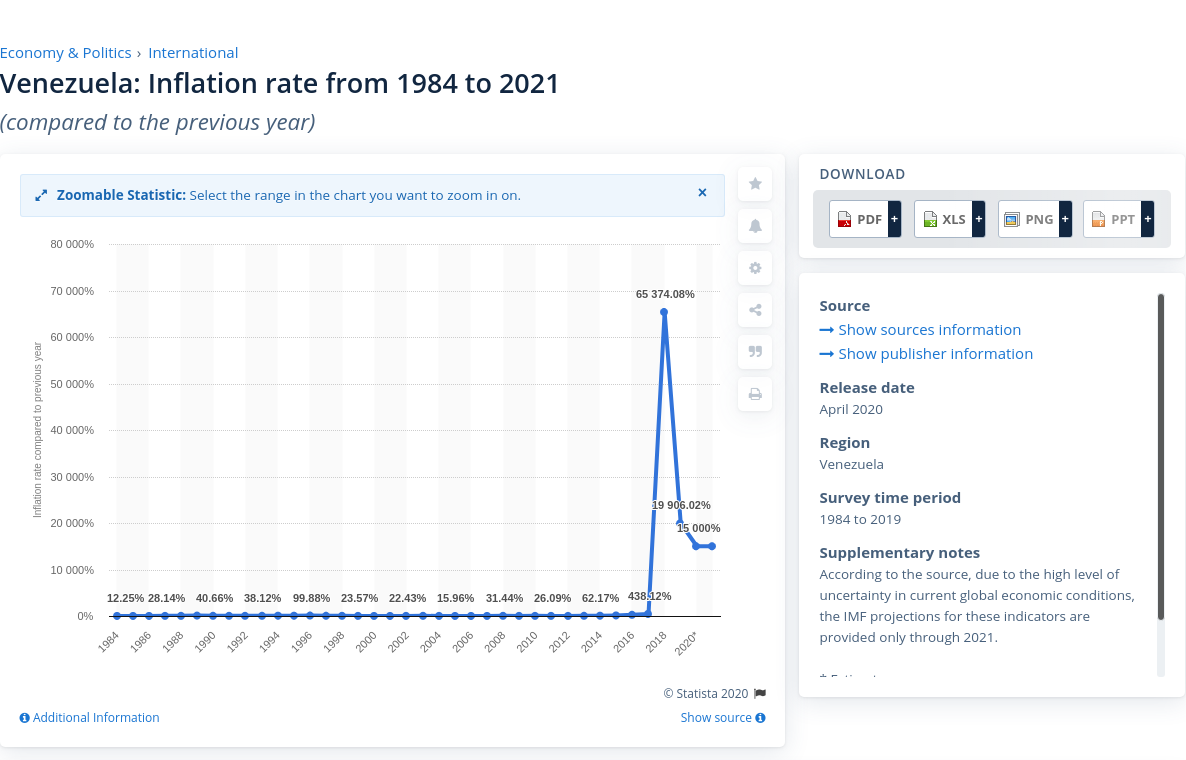 Economy & Politics › International
Venezuela: Inflation rate from 1984 to 2021
(compared to the previous year)
Zoomable Statistic: Select the range in the chart you want to zoom in on. ×
Inflation rate compared to previous year
80 000%
70 000%
60 000%
50 000%
40 000%
30 000%
20 000%
10 000%
0%
65 374.08%
19 906.02%
15 000%
12.25% 28.14% 40.66% 38.12% 99.88% 23.57% 22.43% 15.96% 31.44% 26.09% 62.17% 438.12%
1984 1986 1988 1990 1992 1994 1996 1998 2000 2002 2004 2006 2008 2010 2012 2014 2016 2018 2020*
© Statista 2020
Additional Information
Show source
DOWNLOAD
PDF + XLS + PNG + PPT +
Source
Show sources information
Show publisher information
Release date
April 2020
Region
Venezuela
Survey time period
1984 to 2019
Supplementary notes
According to the source, due to the high level of
uncertainty in current global economic conditions,
the IMF projections for these indicators are
provided only through 2021.